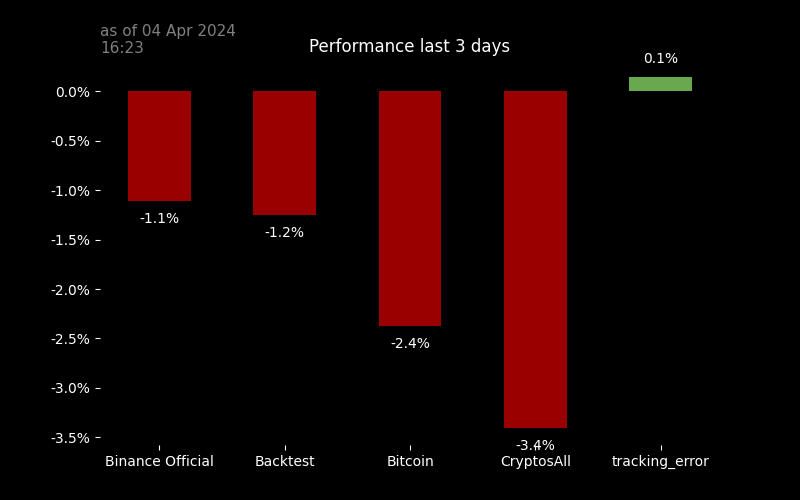 as of 04 Apr 2024
16:23
Performance last 3 days
0.1%
0.0%
-0.5%
-1.0%
-1.1%
-1.2%
-1.5%
-2.0%
-2.4%
-2.5%
-3.0%
-3.4%
-3.5%
Binance Official
Backtest
Bitcoin
CryptosAll
tracking_error